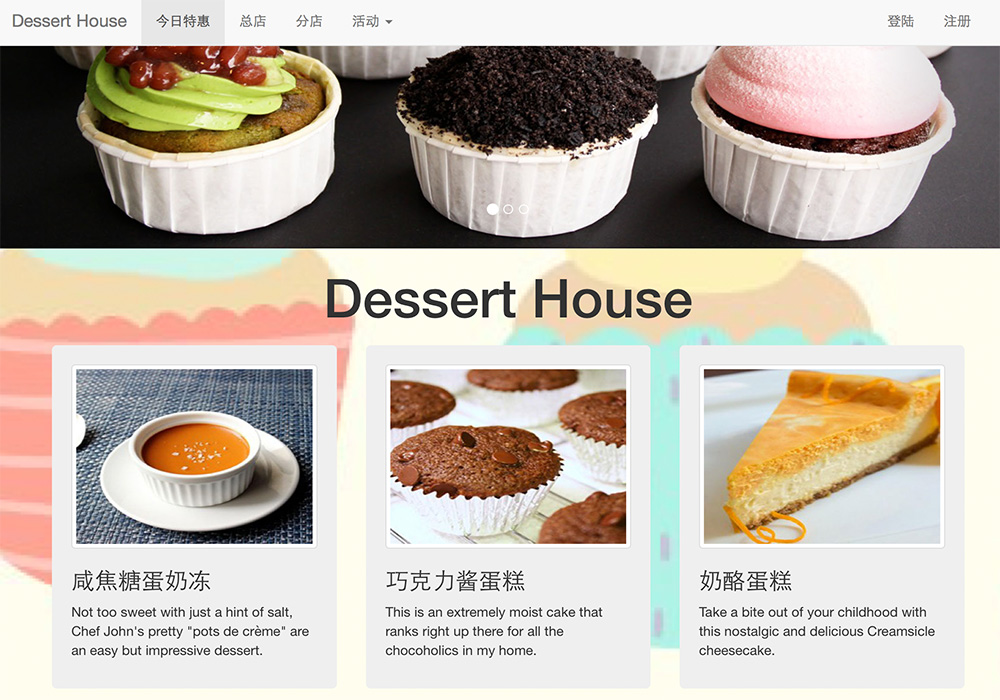 Dessert House 今日特惠 总店 分店 活动 登陆 注册
Dessert House
咸焦糖蛋奶冻
Not too sweet with just a hint of salt,
Chef John's pretty "pots de crème" are
an easy but impressive dessert.
巧克力酱蛋糕
This is an extremely moist cake that
ranks right up there for all the
chocoholics in my home.
奶酪蛋糕
Take a bite out of your childhood with
this nostalgic and delicious Creamsicle
cheesecake.